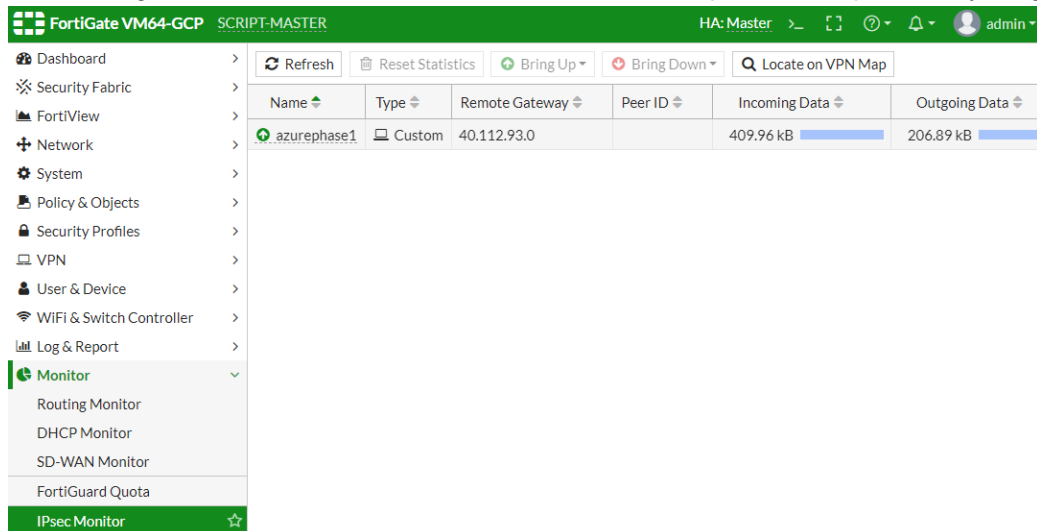 FortiGate VM64-GCP SCRIPT-MASTER HA: Master >_ admin
Dashboard
Security Fabric
FortiView
Network
System
Policy & Objects
Security Profiles
VPN
User & Device
WiFi & Switch Controller
Log & Report
Monitor
Routing Monitor
DHCP Monitor
SD-WAN Monitor
FortiGuard Quota
IPsec Monitor
Refresh Reset Statistics Bring Up Bring Down Locate on VPN Map
Name Type Remote Gateway Peer ID Incoming Data Outgoing Data
azurephase1 Custom 40.112.93.0 409.96 kB 206.89 kB